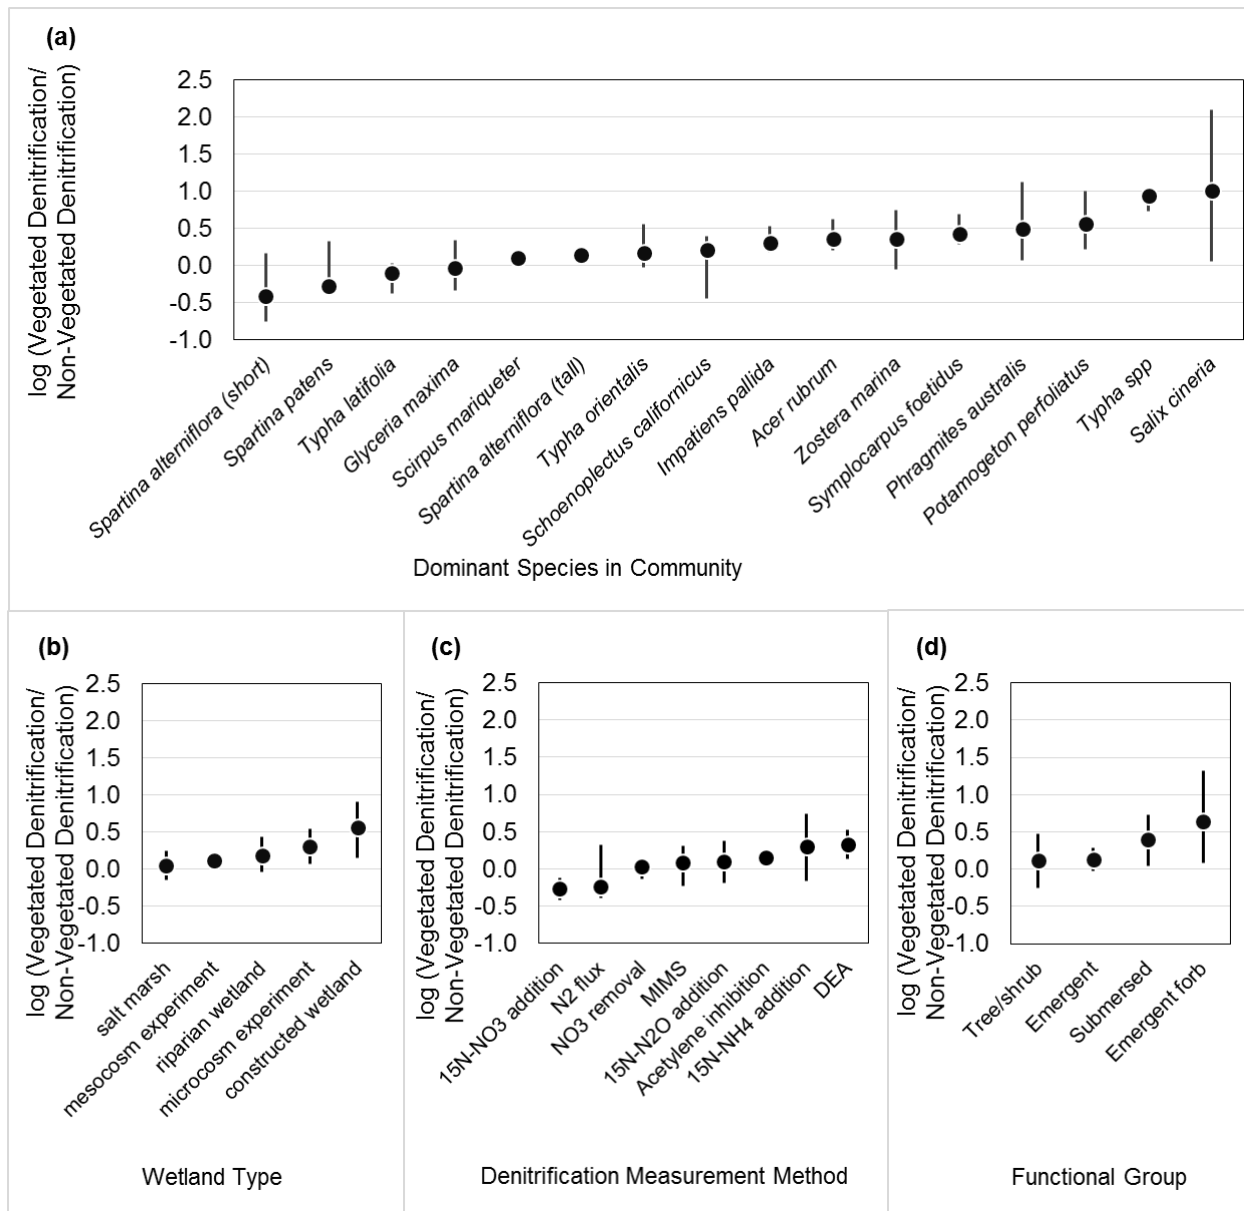 (a)
log (Vegetated Denitrification/
Non-Vegetated Denitrification)
2.5
2.0
1.5
1.0
0.5
0.0
-0.5
-1.0
Spartina alterniflora (short)
Spartina patens
Typha latifolia
Glyceria maxima
Scirpus mariqueter
Spartina alterniflora (tall)
Typha orientalis
Schoenoplectus californicus
Impatiens pallida
Acer rubrum
Zostera marina
Symplocarpus foetidus
Phragmites australis
Potamogeton perfoliatus
Typha spp
Salix cineria
Dominant Species in Community
(b)
log (Vegetated Denitrification/
Non-Vegetated Denitrification)
2.5
2.0
1.5
1.0
0.5
0.0
-0.5
-1.0
salt marsh
mesocosm experiment
riparian wetland
microcosm experiment
constructed wetland
Wetland Type
(c)
log (Vegetated Denitrification/
Non-Vegetated Denitrification)
2.5
2.0
1.5
1.0
0.5
0.0
-0.5
-1.0
15N-NO3 addition
N2 flux
NO3 removal
MIMS
15N-N2O addition
Acetylene inhibition
15N-NH4 addition
DEA
Denitrification Measurement Method
(d)
log (Vegetated Denitrification/
Non-Vegetated Denitrification)
2.5
2.0
1.5
1.0
0.5
0.0
-0.5
-1.0
Tree/shrub
Emergent
Submersed
Emergent forb
Functional Group